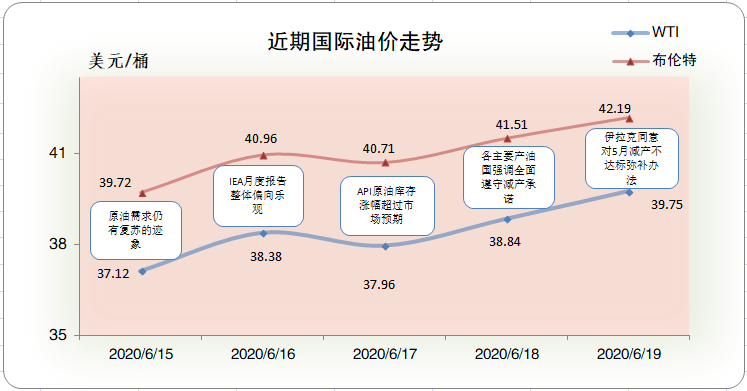 近期国际油价走势
WTI
布伦特
美元/桶
41
38
35
39.72
40.96
40.71
41.51
42.19
原油需求仍
有复苏的迹
象
IEA月度报告
整体偏向乐
观
API原油库存
涨幅超过市
场预期
各主要产油
国强调全面
遵守减产承
诺
伊拉克同意
对5月减产不
达标弥补办
法
37.12
38.38
37.96
38.84
39.75
2020/6/15
2020/6/16
2020/6/17
2020/6/18
2020/6/19